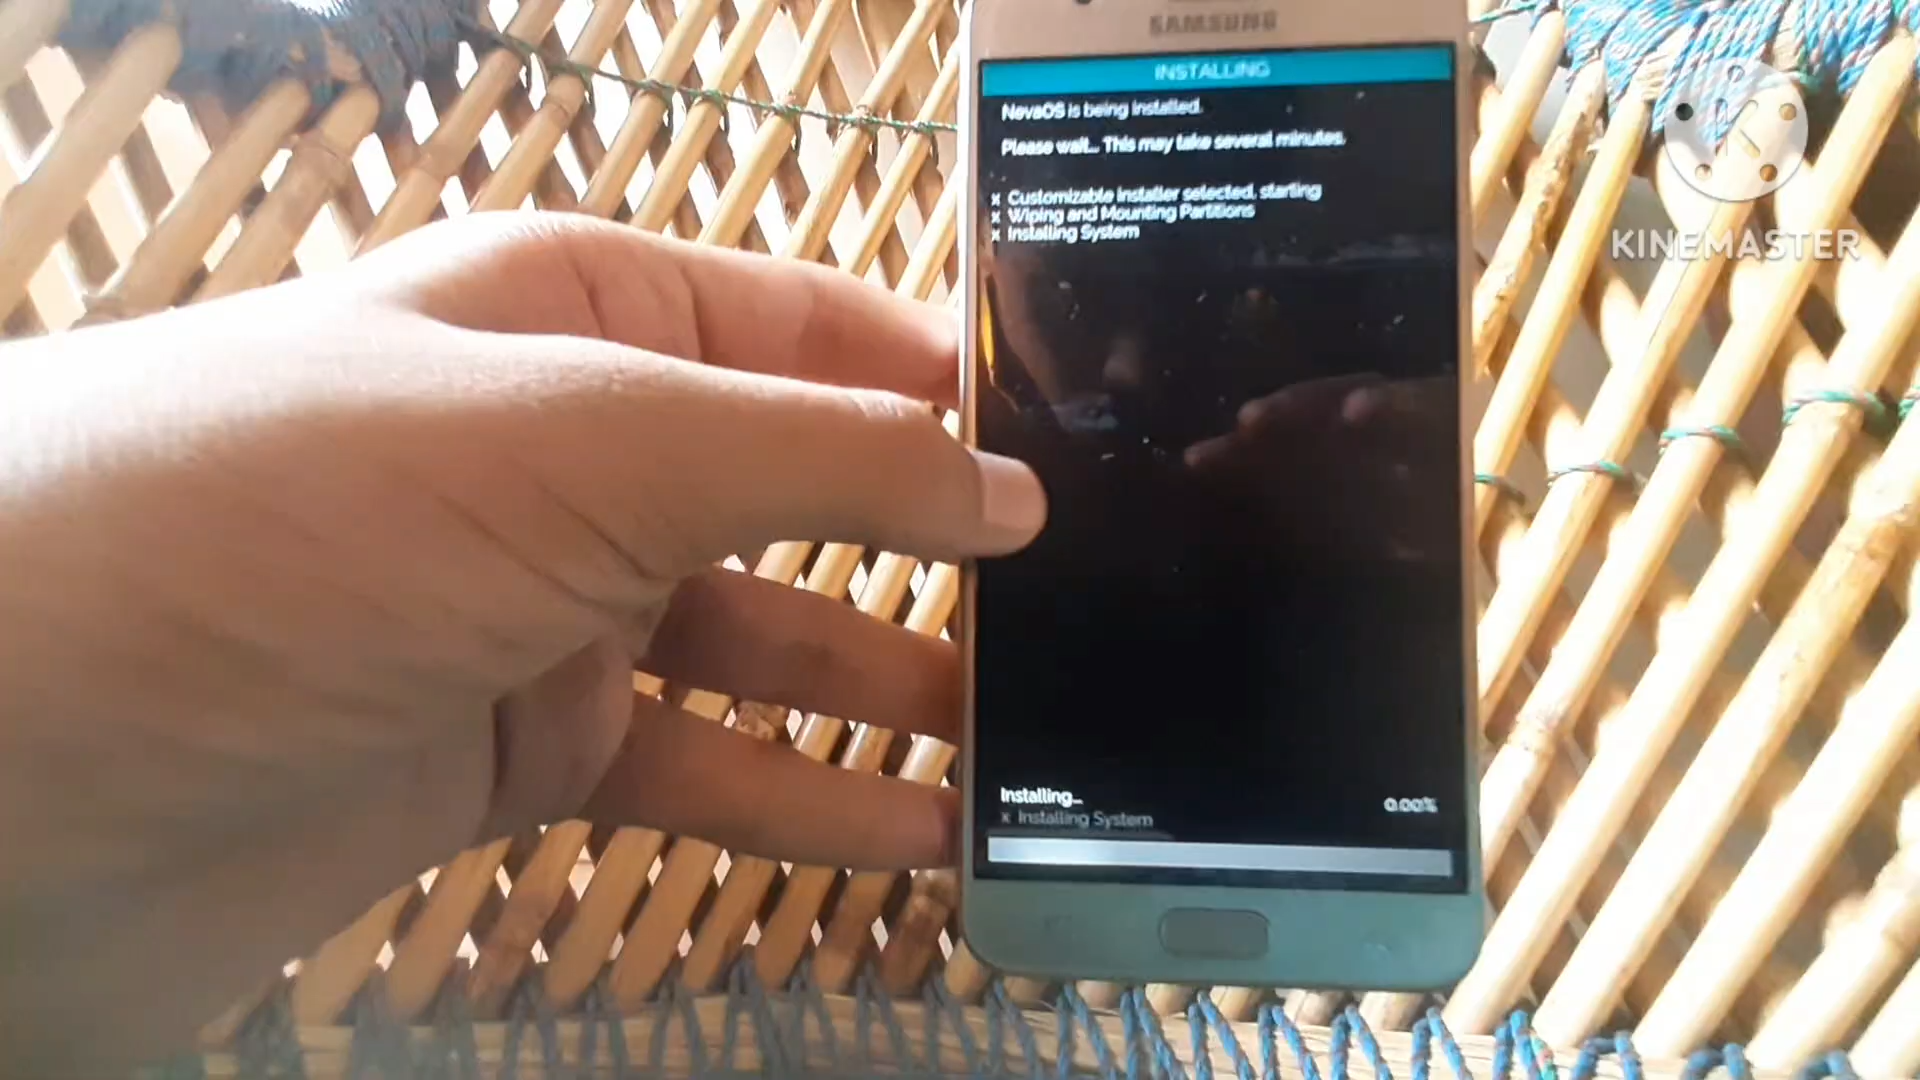 SAMSUNG
INSTALLING
NevaOS is being installed.
Please wait... This may take several minutes.
x Customizable installer selected, starting
x Wiping and Mounting Partitions
x Installing System
Installing...
0.00%
x Installing System
K
KINEMASTER